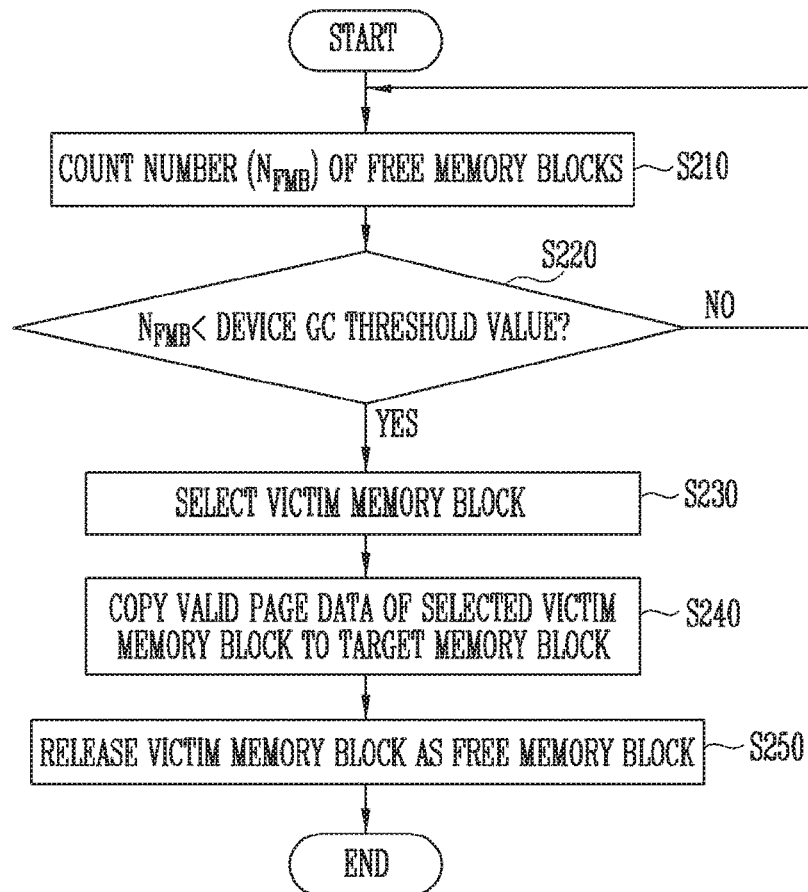 START
COUNT NUMBER (N_FMB) OF FREE MEMORY BLOCKS
S210
S220
N_FMB < DEVICE GC THRESHOLD VALUE?
NO
YES
SELECT VICTIM MEMORY BLOCK
S230
COPY VALID PAGE DATA OF SELECTED VICTIM
MEMORY BLOCK TO TARGET MEMORY BLOCK
S240
RELEASE VICTIM MEMORY BLOCK AS FREE MEMORY BLOCK
S250
END